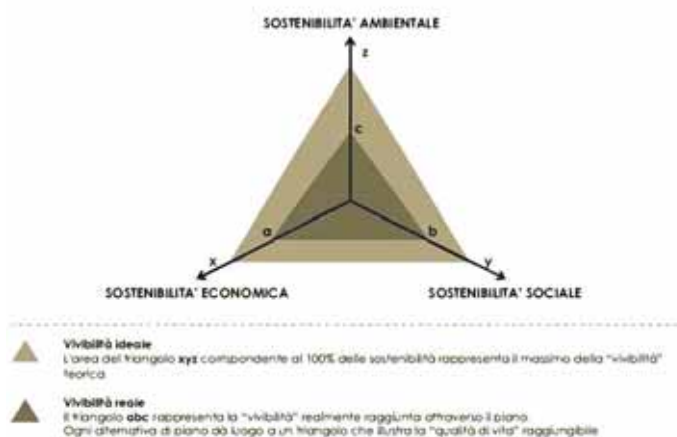 SOSTENIBILITA' AMBIENTALE
z
c
a
b
x
y
SOSTENIBILITA' ECONOMICA
SOSTENIBILITA' SOCIALE
Vivibilità ideale
L'area del triangolo xyz corrispondente al 100% delle sostenibilità rappresenta il massimo della "vivibilità"
teorica
Vivibilità reale
Il triangolo abc rappresenta la "vivibilità" realmente raggiunta attraverso il piano
Ogni alternativa di piano dà luogo a un triangolo che illustra la "qualità di vita" raggiungibile